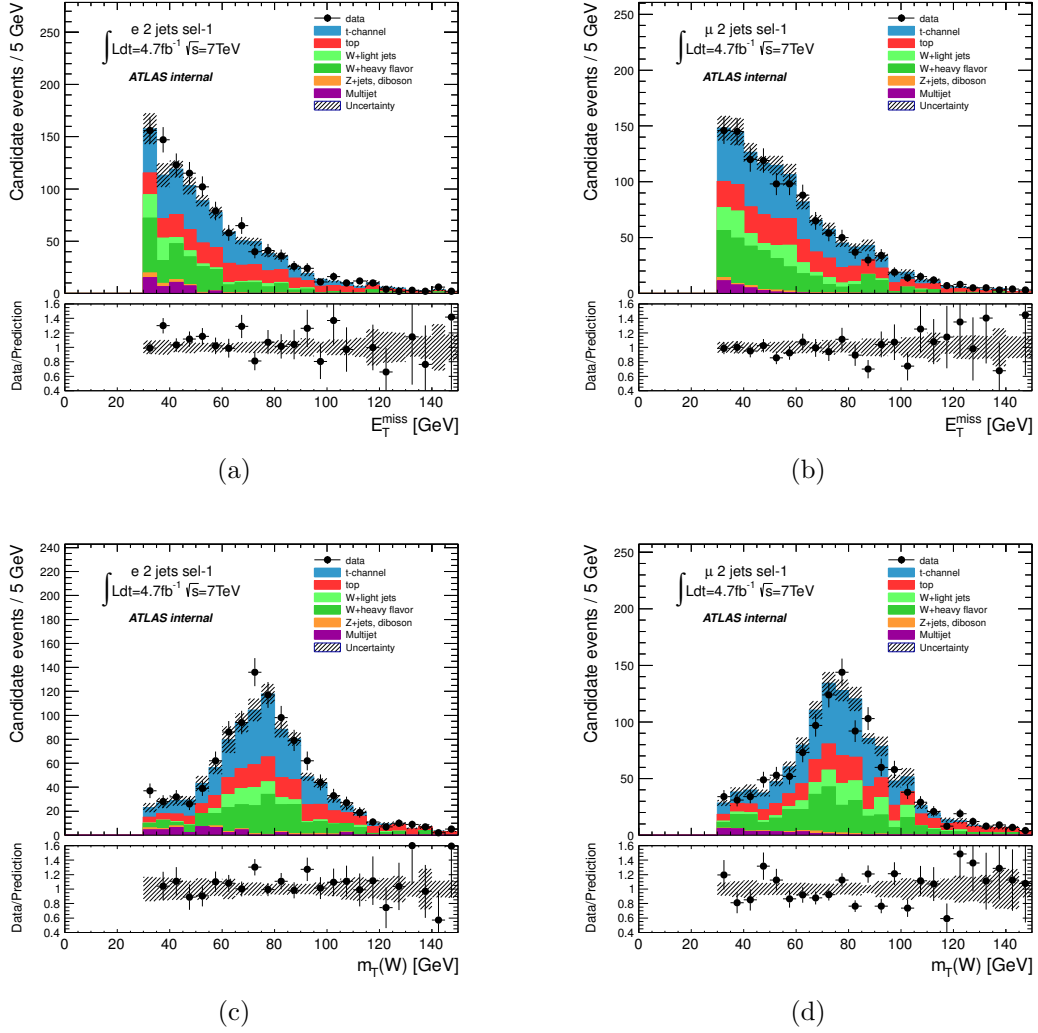 Candidate events / 5 GeV
250
200
150
100
50
0
e 2 jets sel-1
∫ Ldt=4.7fb⁻¹ √s=7TeV
ATLAS internal
data
t-channel
top
W+light jets
W+heavy flavor
Z+jets, diboson
Multijet
Uncertainty
Data/Prediction
1.6
1.4
1.2
1.0
0.8
0.6
0.4
0 20 40 60 80 100 120 140
E_T^miss [GeV]
(a)
Candidate events / 5 GeV
250
200
150
100
50
0
μ 2 jets sel-1
∫ Ldt=4.7fb⁻¹ √s=7TeV
ATLAS internal
data
t-channel
top
W+light jets
W+heavy flavor
Z+jets, diboson
Multijet
Uncertainty
Data/Prediction
1.6
1.4
1.2
1.0
0.8
0.6
0.4
0 20 40 60 80 100 120 140
E_T^miss [GeV]
(b)
Candidate events / 5 GeV
240
220
200
180
160
140
120
100
80
60
40
20
0
e 2 jets sel-1
∫ Ldt=4.7fb⁻¹ √s=7TeV
ATLAS internal
data
t-channel
top
W+light jets
W+heavy flavor
Z+jets, diboson
Multijet
Uncertainty
Data/Prediction
1.6
1.4
1.2
1
0.8
0.6
0.4
0 20 40 60 80 100 120 140
m_T(W) [GeV]
(c)
Candidate events / 5 GeV
250
200
150
100
50
0
μ 2 jets sel-1
∫ Ldt=4.7fb⁻¹ √s=7TeV
ATLAS internal
data
t-channel
top
W+light jets
W+heavy flavor
Z+jets, diboson
Multijet
Uncertainty
Data/Prediction
1.6
1.4
1.2
1
0.8
0.6
0.4
0 20 40 60 80 100 120 140
m_T(W) [GeV]
(d)